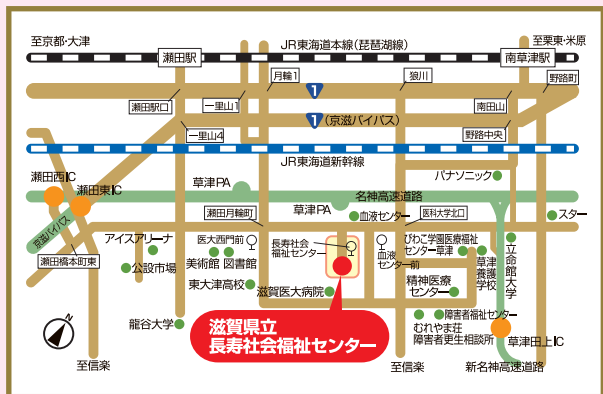 至京都・大津
瀬田駅
JR東海道本線(琵琶湖線)
南草津駅
至栗東・米原
瀬田駅口
一里山1
月輪1
1
狼川
南田山
野路町
一里山4
1
(京滋バイパス)
野路中央
JR東海道新幹線
瀬田西IC
瀬田東IC
草津PA
名神高速道路
パナソニック
京滋バイパス
瀬田月輪町
草津PA
血液センター
医科大学北口
スター
瀬田橋本町東
アイスアリーナ
公設市場
医大西門前
美術館
図書館
長寿社会
福祉センター
血液
センター前
びわこ学園医療福祉
センター草津
草津
養護
学校
立命館大学
東大津高校
滋賀医大病院
精神医療
センター
龍谷大学
滋賀県立
長寿社会福祉センター
障害者福祉センター
むれやま荘
障害者更生相談所
草津田上IC
至信楽
至信楽
新名神高速道路
N